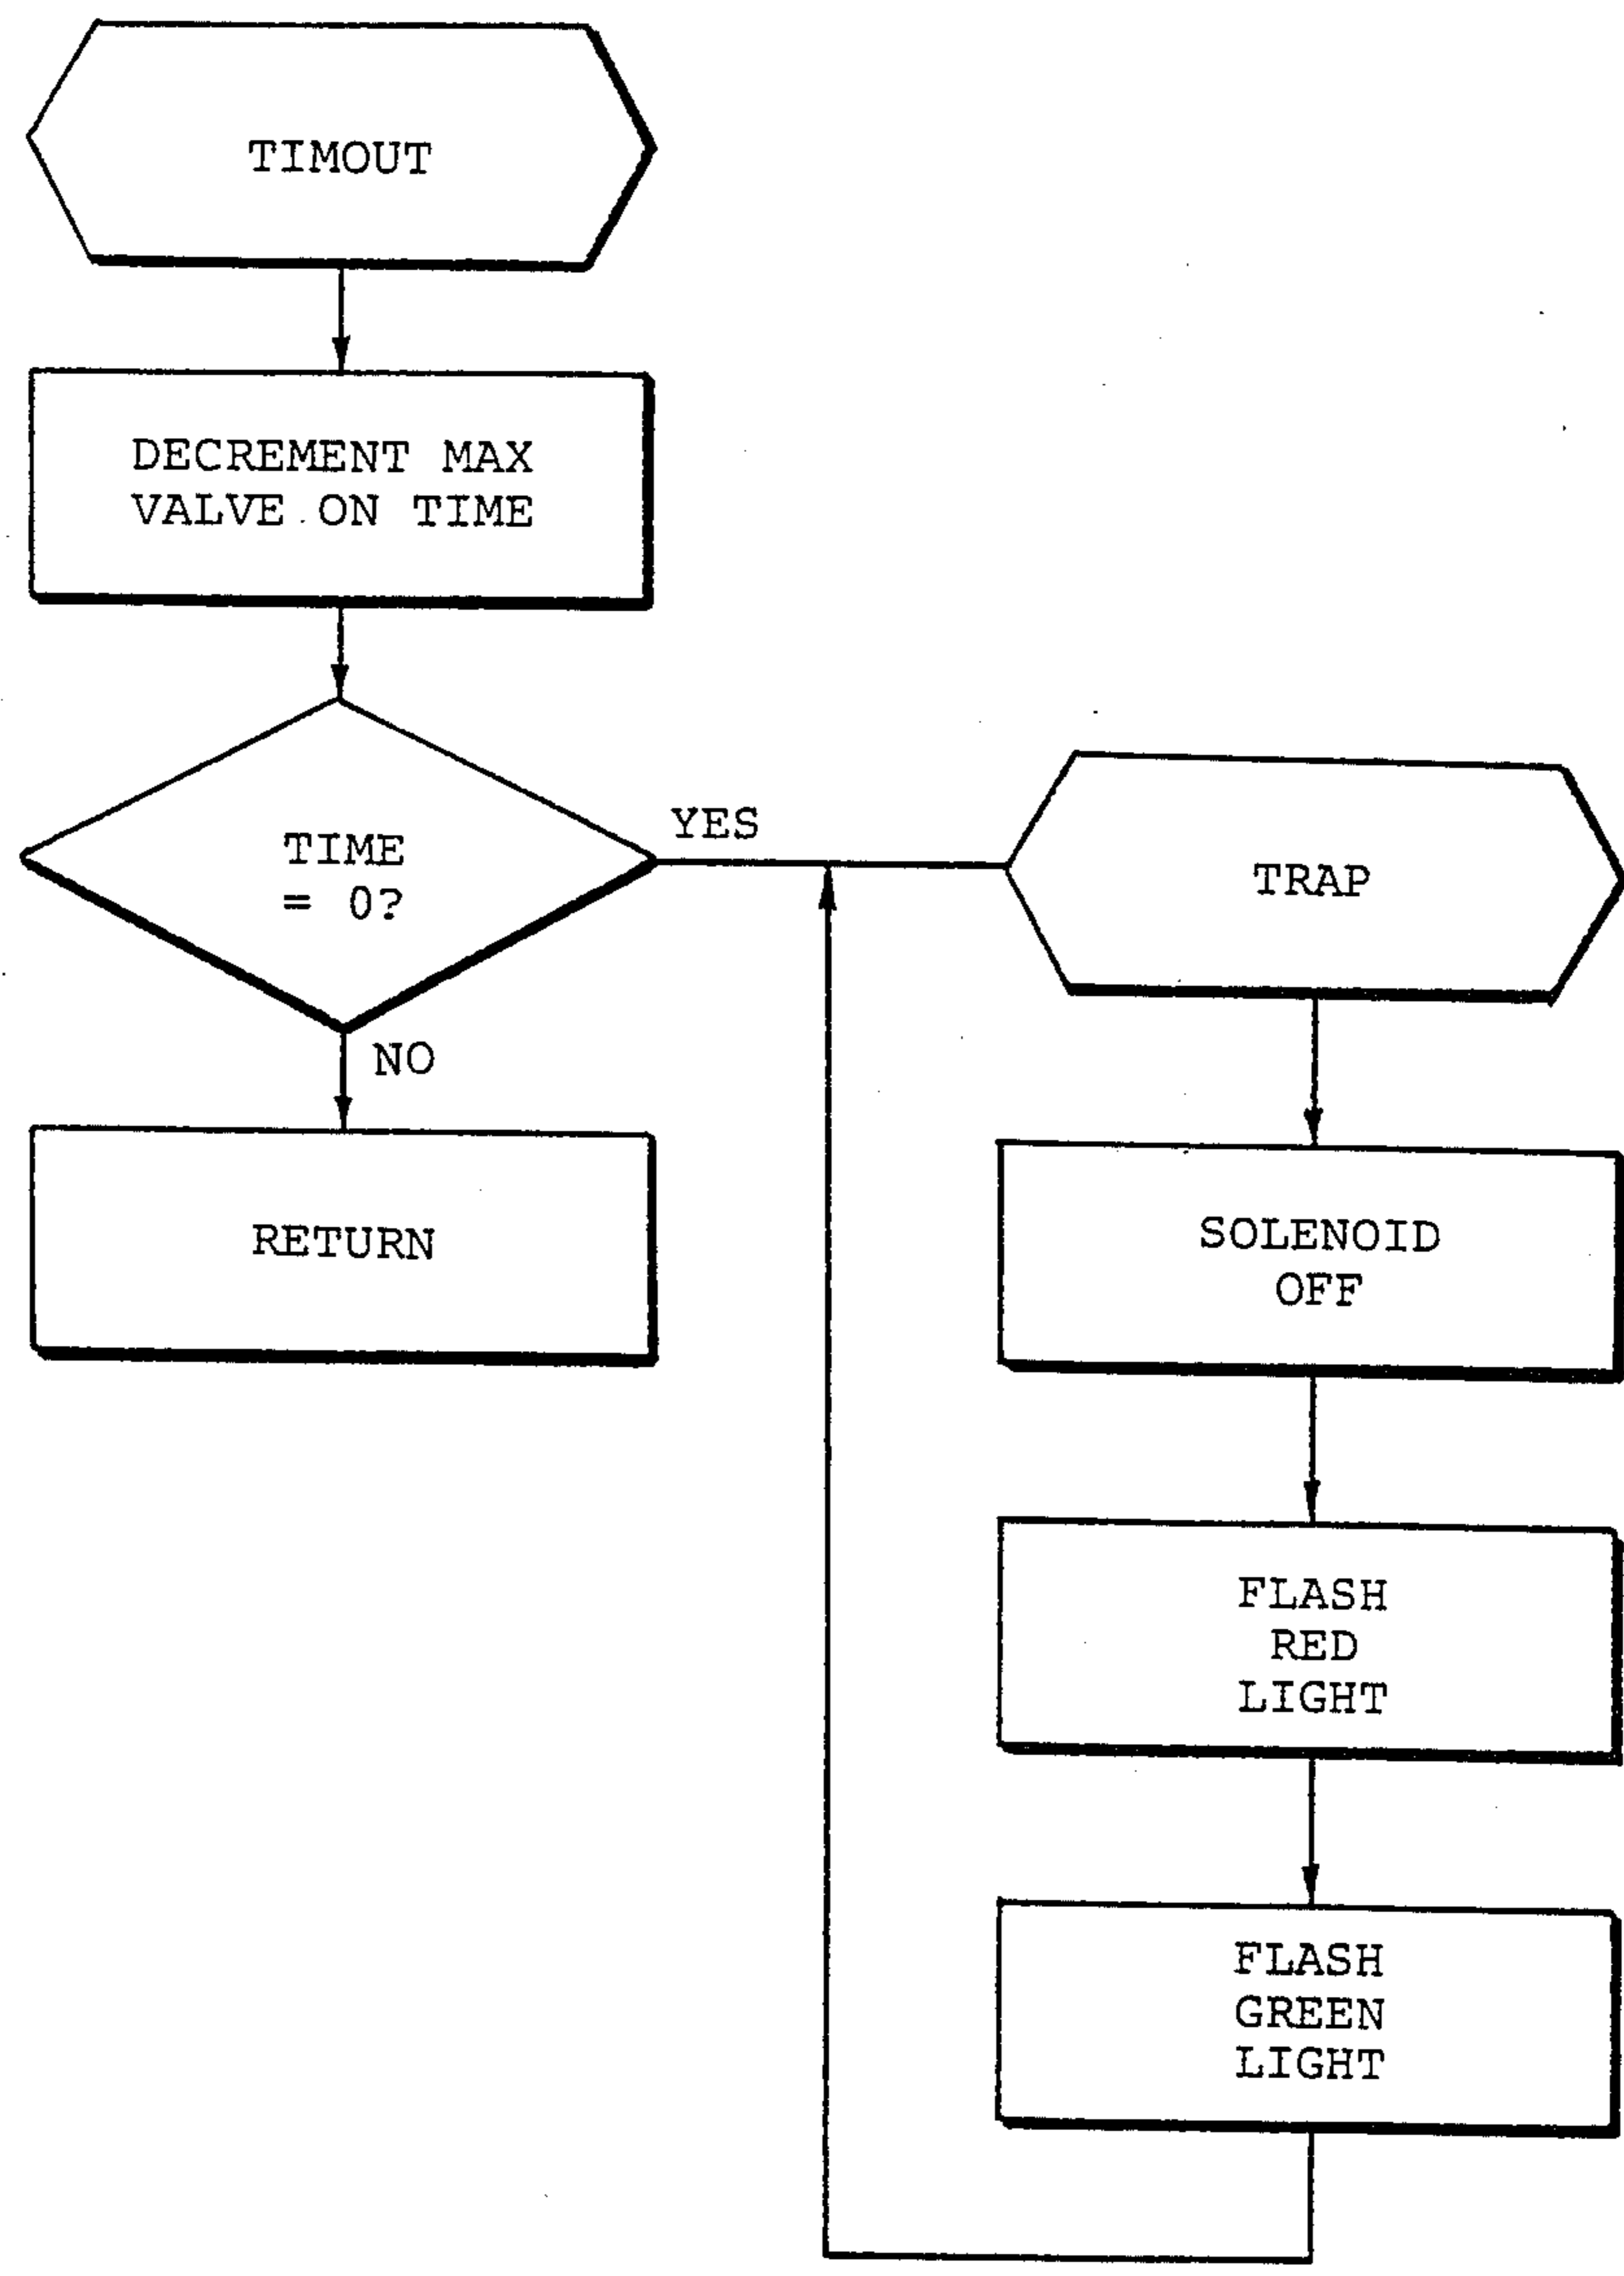 TIMOUT
DECREMENT MAX
VALVE ON TIME
TIME
= 0?
YES
NO
RETURN
TRAP
SOLENOID
OFF
FLASH
RED
LIGHT
FLASH
GREEN
LIGHT